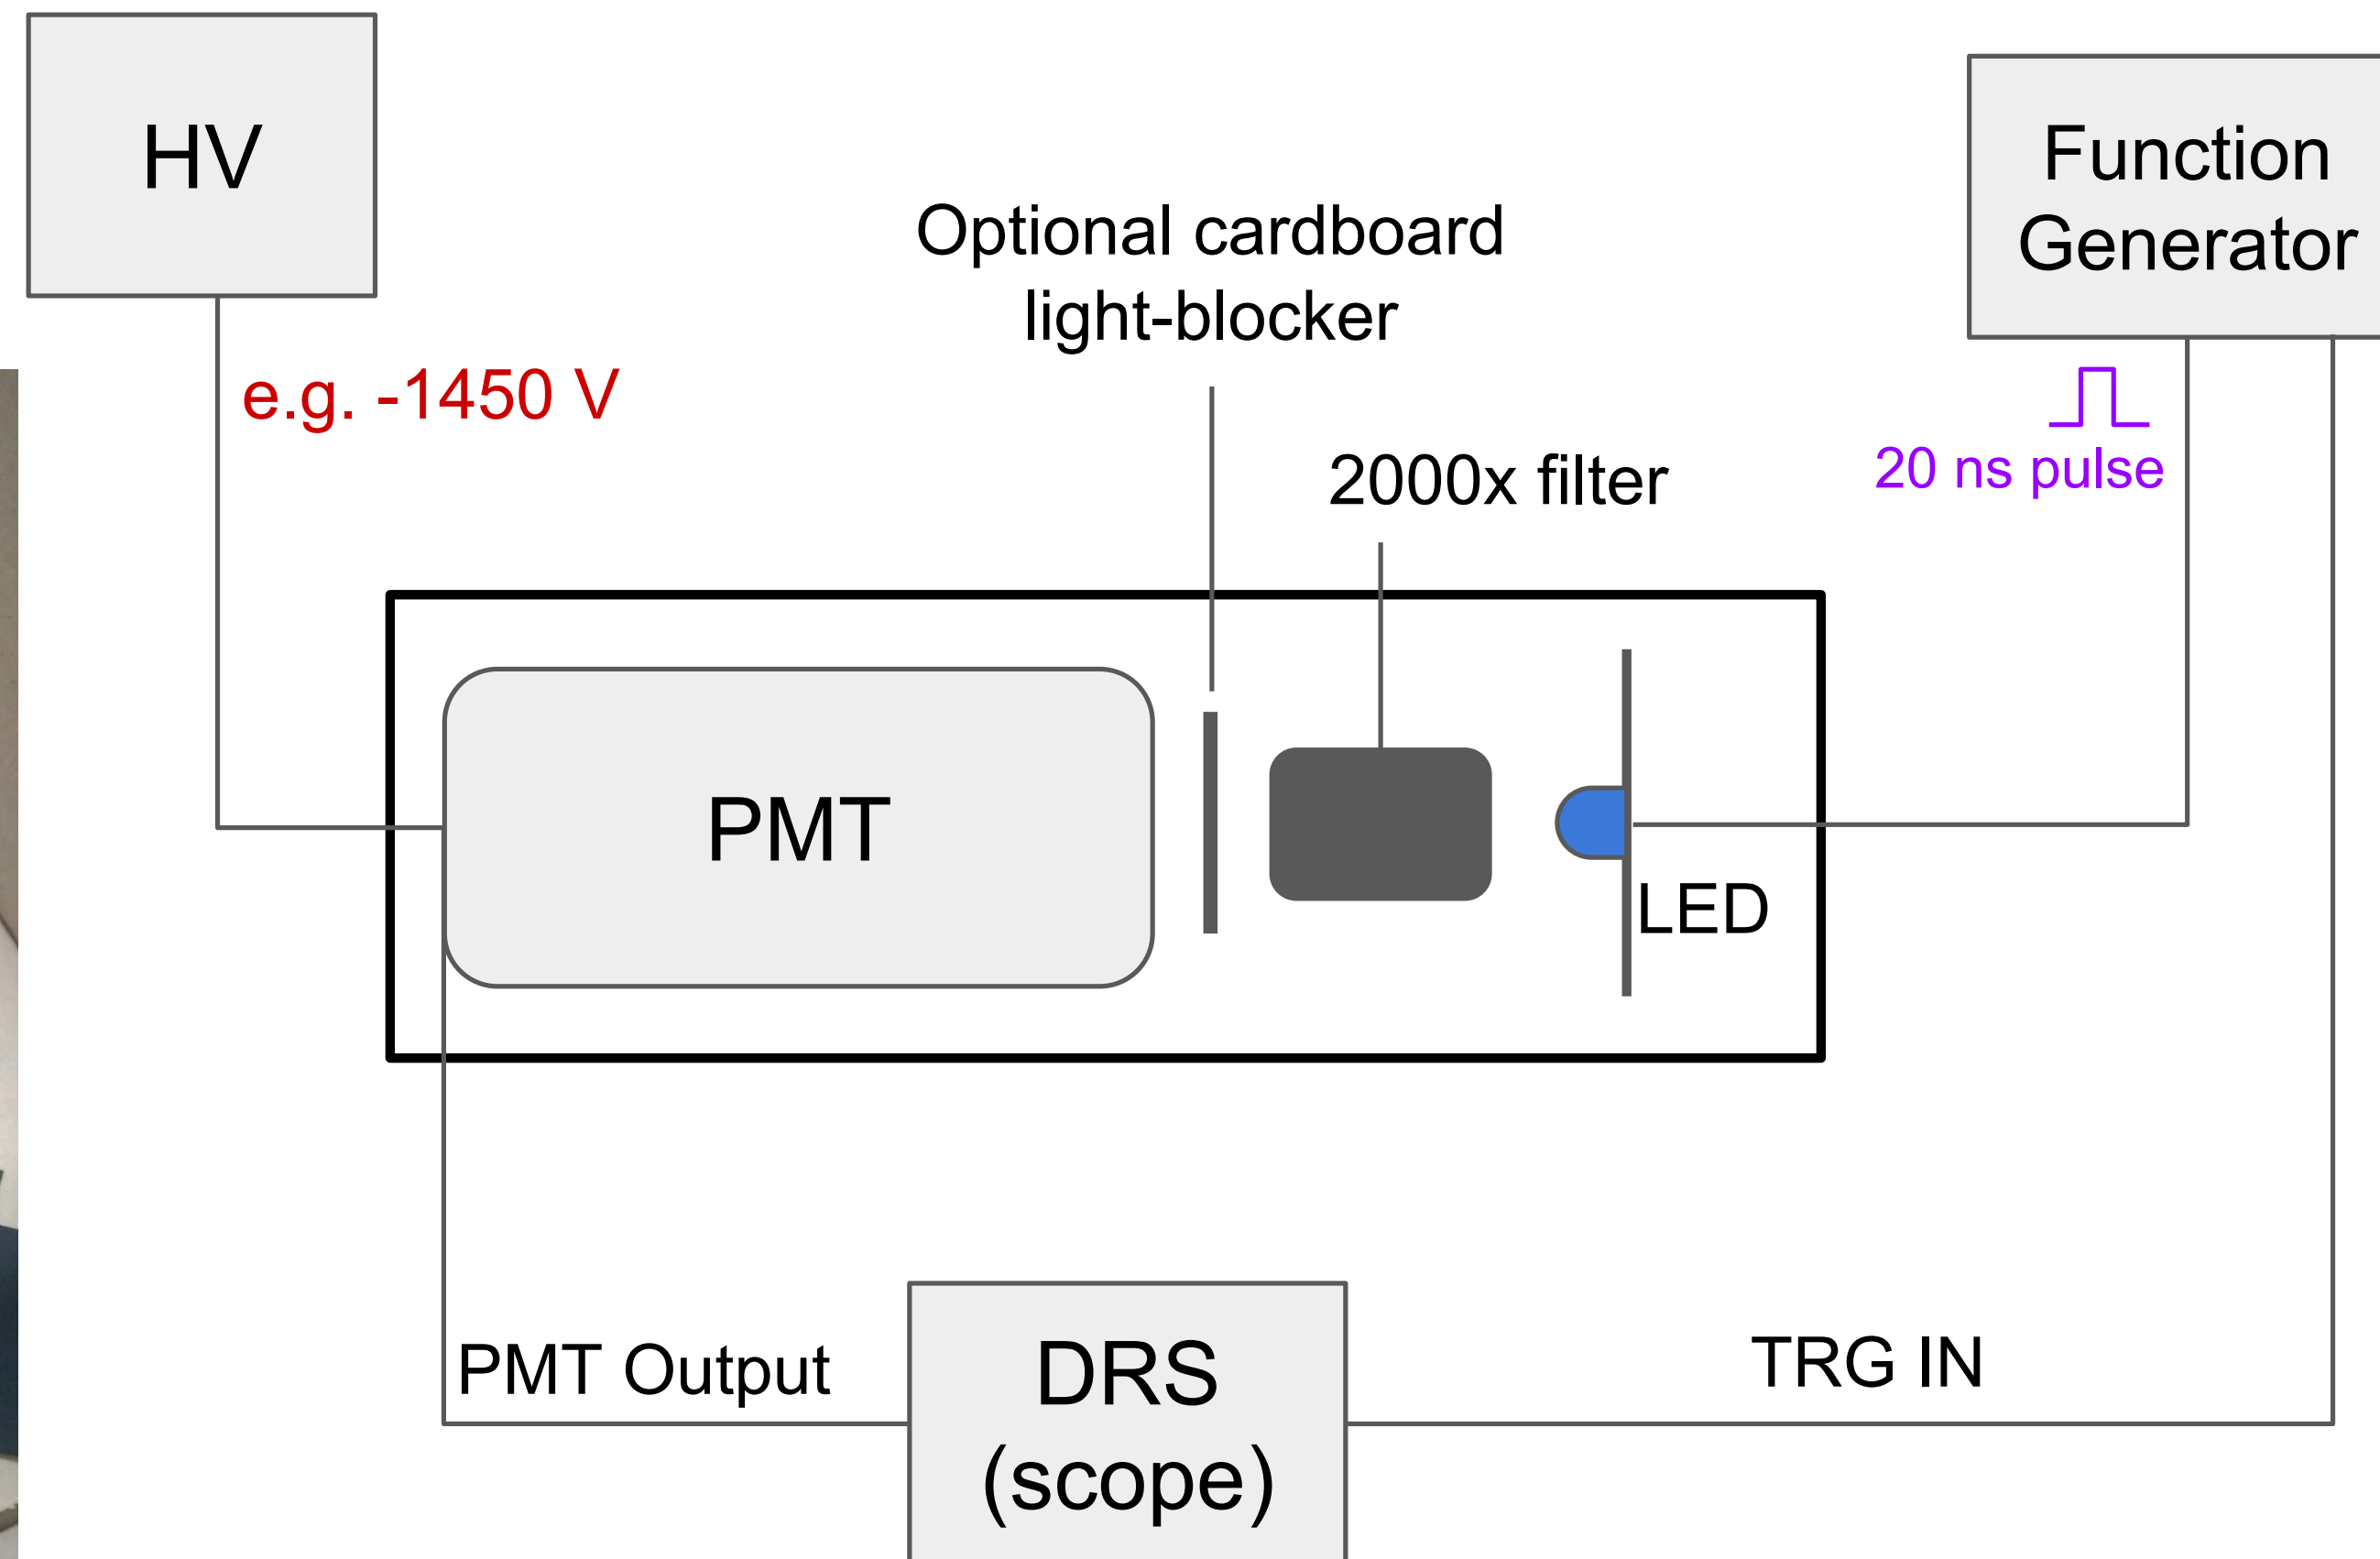 HV
Function
Generator
Optional cardboard
light-blocker
e.g. -1450 V
2000x filter
20 ns pulse
PMT
LED
PMT Output
DRS
(scope)
TRG IN